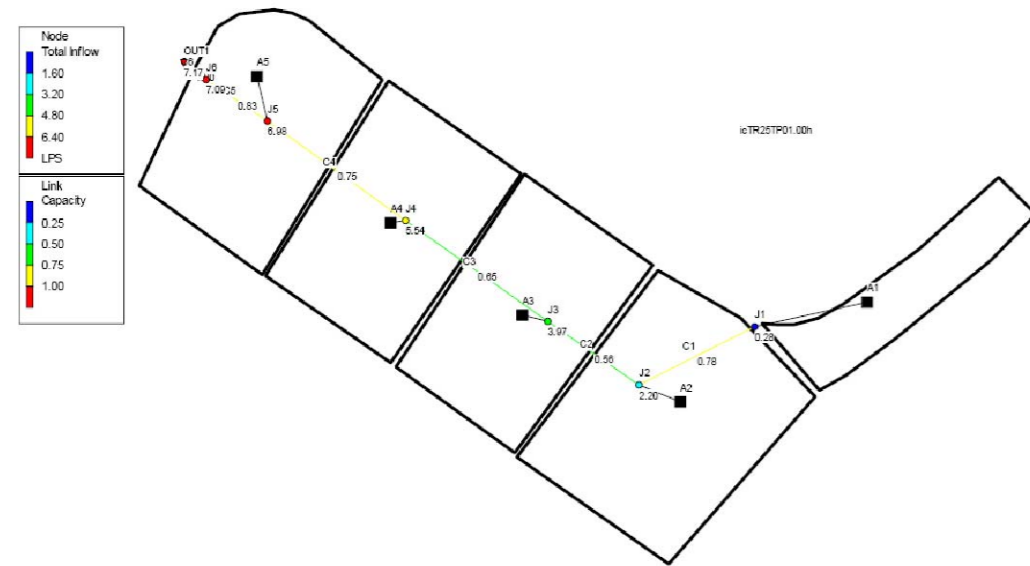 Node
Total Inflow
1.60
3.20
4.80
6.40
LPS
Link
Capacity
0.25
0.50
0.75
1.00
OUT1
J6
7.17
7.09
A5
0.83
J5
6.98
icTR25TP01.00h
C4
0.75
A4
J4
5.54
C3
0.65
A3
J3
3.97
C2
0.56
A1
J1
0.28
C1
0.78
J2
2.20
A2